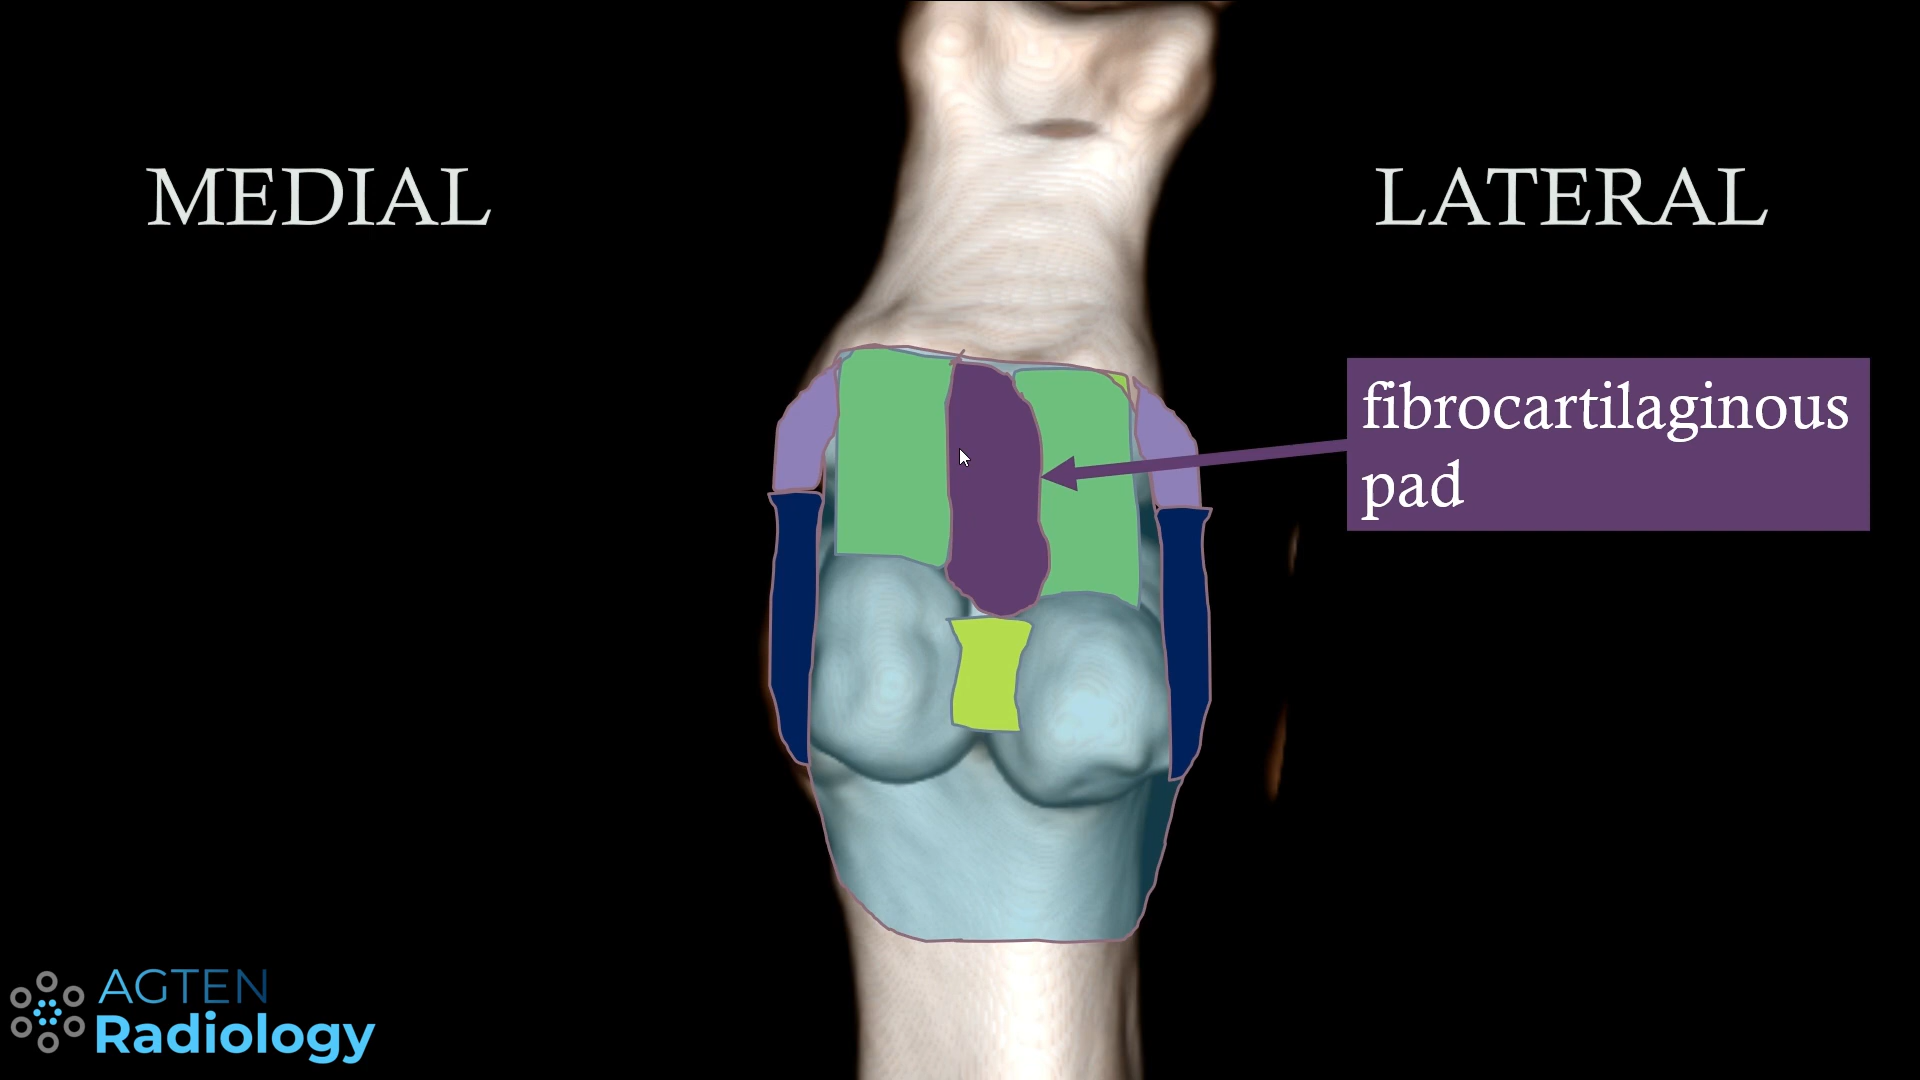 MEDIAL
LATERAL
fibrocartilaginous
pad
AGTEN
Radiology